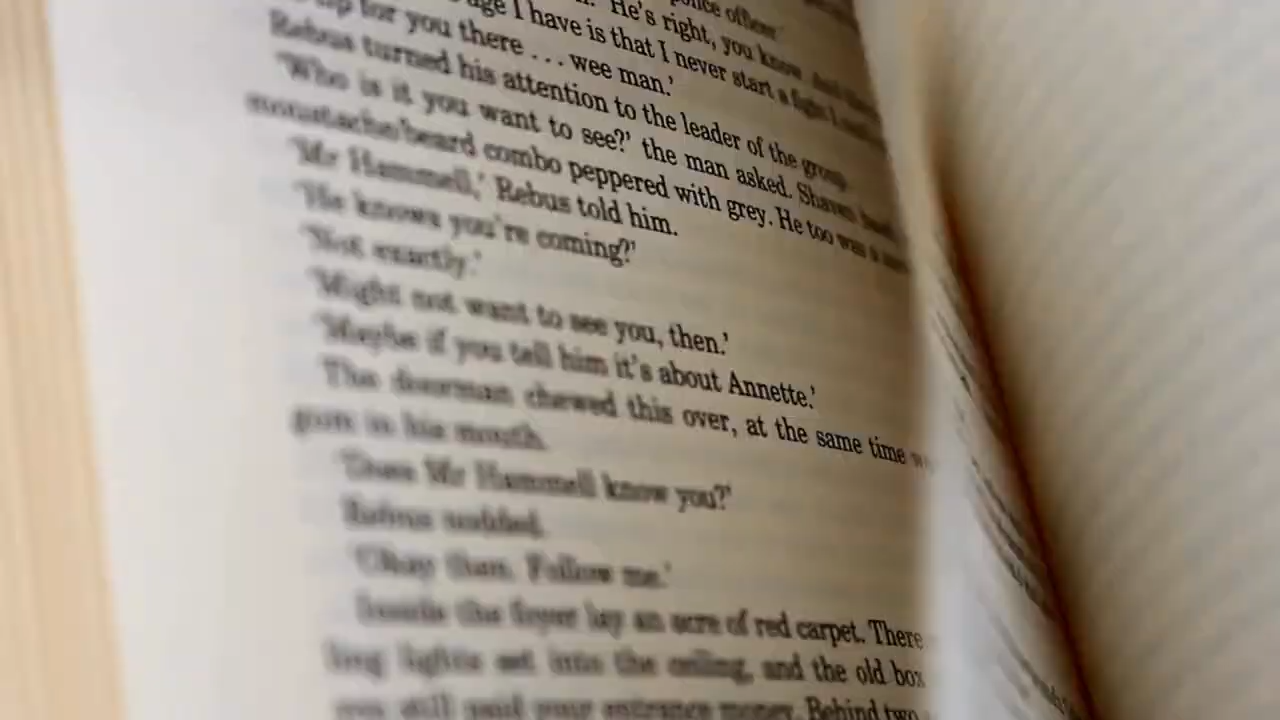 police officer.
He's right, you know
age I have is that I never start a fight I
up for you there . . . wee man.'
Rebus turned his attention to the leader of the group.
'Who is it you want to see?' the man asked. Shaven
moustache/beard combo peppered with grey. He too was a
'Mr Hammell,' Rebus told him.
'He knows you're coming?'
'Not exactly.'
'Might not want to see you, then.'
'Maybe if you tell him it's about Annette.'
The doorman chewed this over, at the same time
gum in his mouth.
'Does Mr Hammell know you?'
Rebus nodded.
'Okay then. Follow me.'
Inside the foyer lay an acre of red carpet. There
long lights set into the ceiling, and the old box
you still paid your entrance money. Behind two